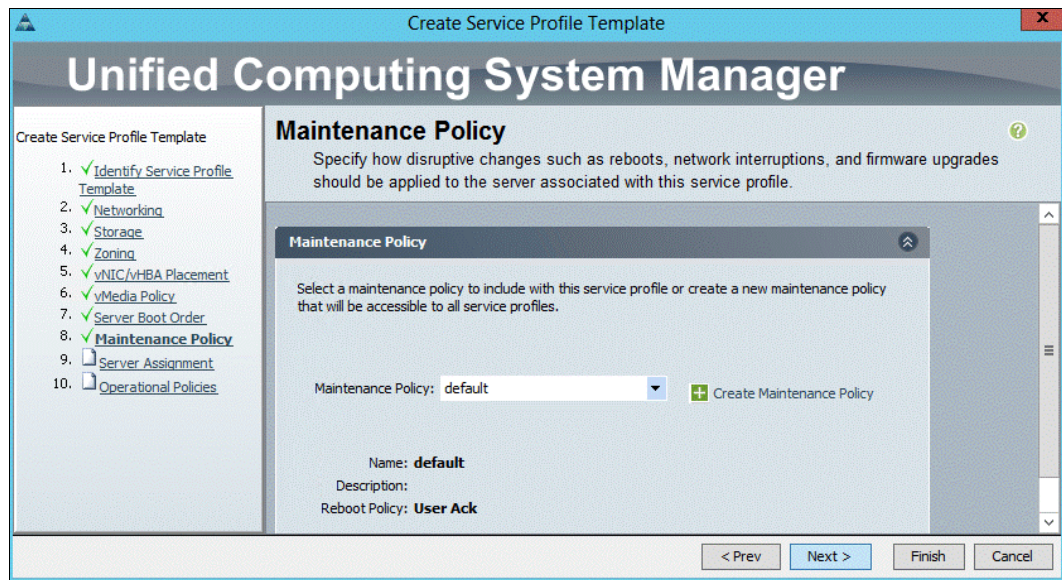 Create Service Profile Template
X
Unified Computing System Manager
Create Service Profile Template
1. Identify Service Profile
Template
2. Networking
3. Storage
4. Zoning
5. vNIC/vHBA Placement
6. vMedia Policy
7. Server Boot Order
8. Maintenance Policy
9. Server Assignment
10. Operational Policies
Maintenance Policy
?
Specify how disruptive changes such as reboots, network interruptions, and firmware upgrades
should be applied to the server associated with this service profile.
Maintenance Policy
Select a maintenance policy to include with this service profile or create a new maintenance policy
that will be accessible to all service profiles.
Maintenance Policy: default
Create Maintenance Policy
Name: default
Description:
Reboot Policy: User Ack
< Prev
Next >
Finish
Cancel